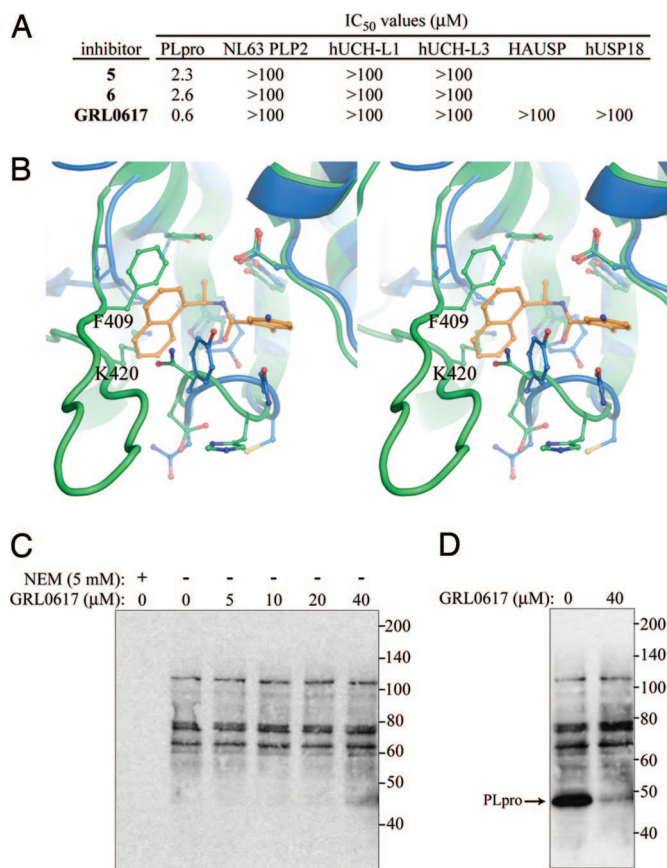 A
IC50 values (μM)
inhibitor PLpro NL63 PLP2 hUCH-L1 hUCH-L3 HAUSP hUSP18
5 2.3 >100 >100 >100
6 2.6 >100 >100 >100
GRL0617 0.6 >100 >100 >100 >100 >100
B
F409 F409
K420 K420
C
NEM (5 mM): + - - - - -
GRL0617 (μM): 0 0 5 10 20 40
200
140
100
80
60
50
40
D
GRL0617 (μM): 0 40
200
140
100
80
60
50
PLpro
40